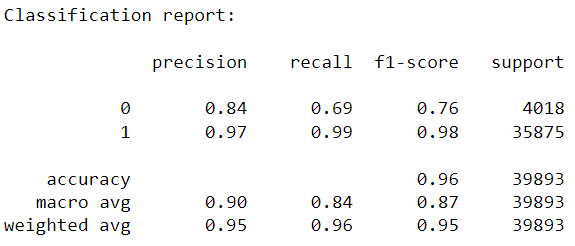 Classification report:
precision recall f1-score support
0 0.84 0.69 0.76 4018
1 0.97 0.99 0.98 35875
accuracy 0.96 39893
macro avg 0.90 0.84 0.87 39893
weighted avg 0.95 0.96 0.95 39893